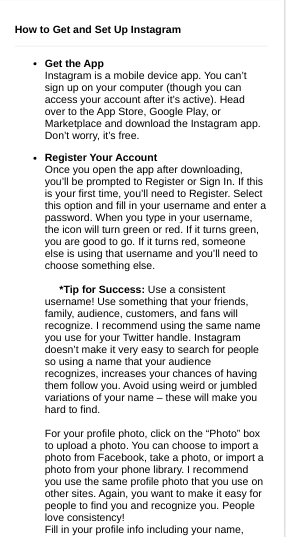 How to Get and Set Up Instagram
• Get the App
Instagram is a mobile device app. You can't
sign up on your computer (though you can
access your account after it's active). Head
over to the App Store, Google Play, or
Marketplace and download the Instagram app.
Don't worry, it's free.
• Register Your Account
Once you open the app after downloading,
you'll be prompted to Register or Sign In. If this
is your first time, you'll need to Register. Select
this option and fill in your username and enter a
password. When you type in your username,
the icon will turn green or red. If it turns green,
you are good to go. If it turns red, someone
else is using that username and you'll need to
choose something else.
*Tip for Success: Use a consistent
username! Use something that your friends,
family, audience, customers, and fans will
recognize. I recommend using the same name
you use for your Twitter handle. Instagram
doesn't make it very easy to search for people
so using a name that your audience
recognizes, increases your chances of having
them follow you. Avoid using weird or jumbled
variations of your name – these will make you
hard to find.
For your profile photo, click on the “Photo” box
to upload a photo. You can choose to import a
photo from Facebook, take a photo, or import a
photo from your phone library. I recommend
you use the same profile photo that you use on
other sites. Again, you want to make it easy for
people to find you and recognize you. People
love consistency!
Fill in your profile info including your name,